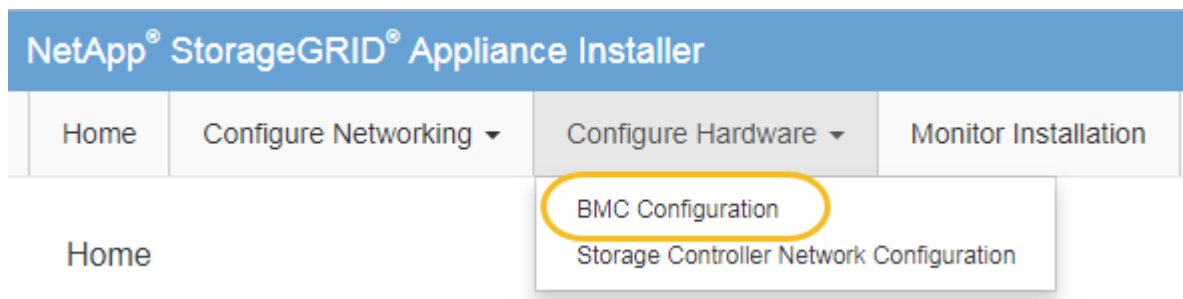 NetApp® StorageGRID® Appliance Installer
Home Configure Networking Configure Hardware Monitor Installation
BMC Configuration
Home
Storage Controller Network Configuration